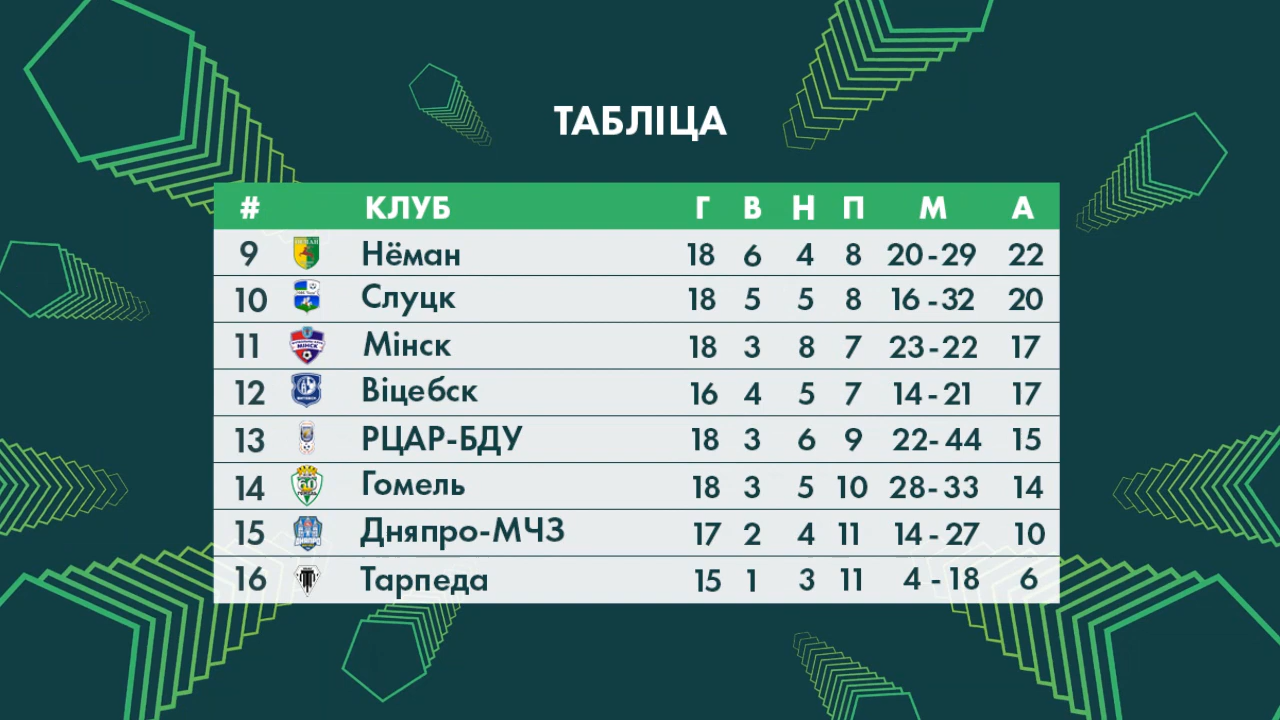 ТАБЛІЦА
# КЛУБ Г В Н П М А
9 Нёман 18 6 4 8 20-29 22
10 Слуцк 18 5 5 8 16-32 20
11 Мінск 18 3 8 7 23-22 17
12 Віцебск 16 4 5 7 14-21 17
13 РЦАР-БДУ 18 3 6 9 22-44 15
14 Гомель 18 3 5 10 28-33 14
15 Дняпро-МЧЗ 17 2 4 11 14-27 10
16 Тарпеда 15 1 3 11 4-18 6